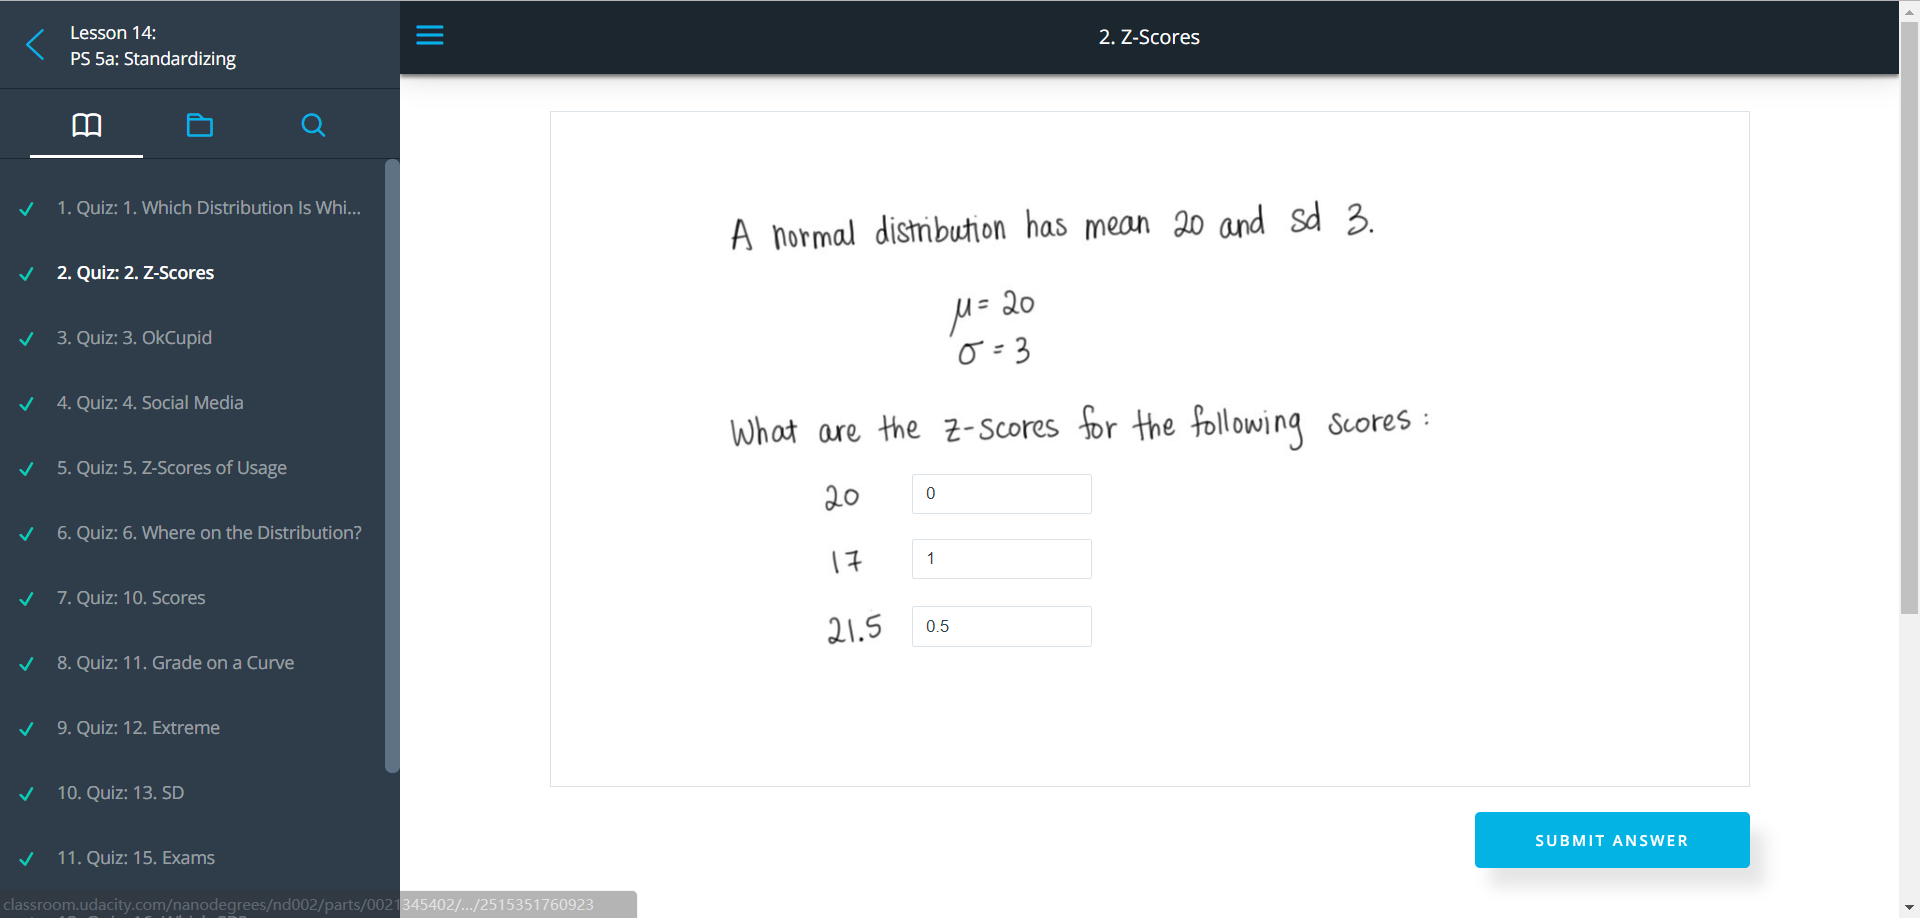 Lesson 14:
PS 5a: Standardizing
2. Z-Scores
1. Quiz: 1. Which Distribution Is Whi...
2. Quiz: 2. Z-Scores
3. Quiz: 3. OkCupid
4. Quiz: 4. Social Media
5. Quiz: 5. Z-Scores of Usage
6. Quiz: 6. Where on the Distribution?
7. Quiz: 10. Scores
8. Quiz: 11. Grade on a Curve
9. Quiz: 12. Extreme
10. Quiz: 13. SD
11. Quiz: 15. Exams
A normal distribution has mean 20 and sd 3.
μ = 20
σ = 3
What are the z-scores for the following scores:
20 0
17 1
21.5 0.5
SUBMIT ANSWER
classroom.udacity.com/nanodegrees/nd002/parts/0021345402/.../2515351760923